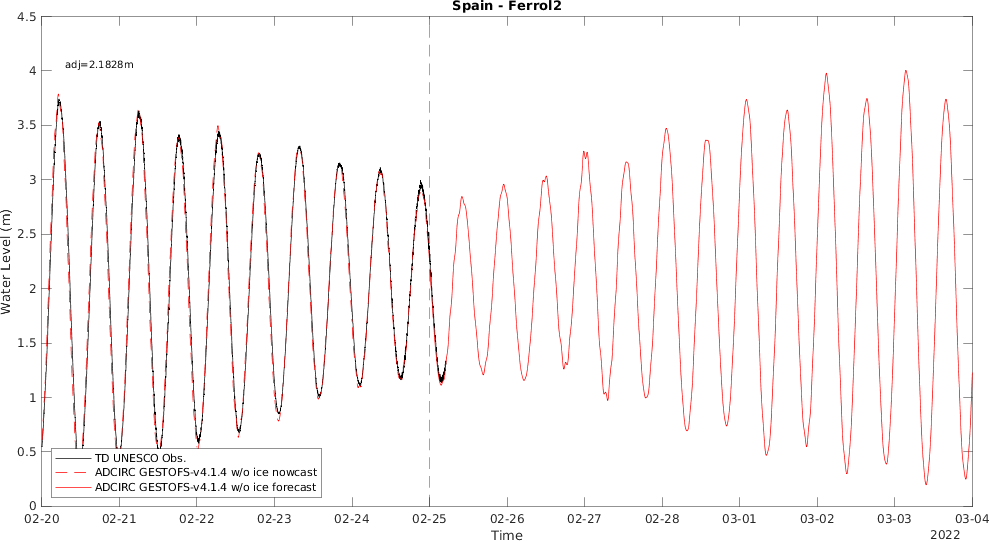 Spain - Ferrol2
adj=2.1828m
Water Level (m)
4.5
4
3.5
3
2.5
2
1.5
1
0.5
0
TD UNESCO Obs.
ADCIRC GESTOFS-v4.1.4 w/o ice nowcast
ADCIRC GESTOFS-v4.1.4 w/o ice forecast
02-20 02-21 02-22 02-23 02-24 02-25 02-26 02-27 02-28 03-01 03-02 03-03 03-04
Time
2022